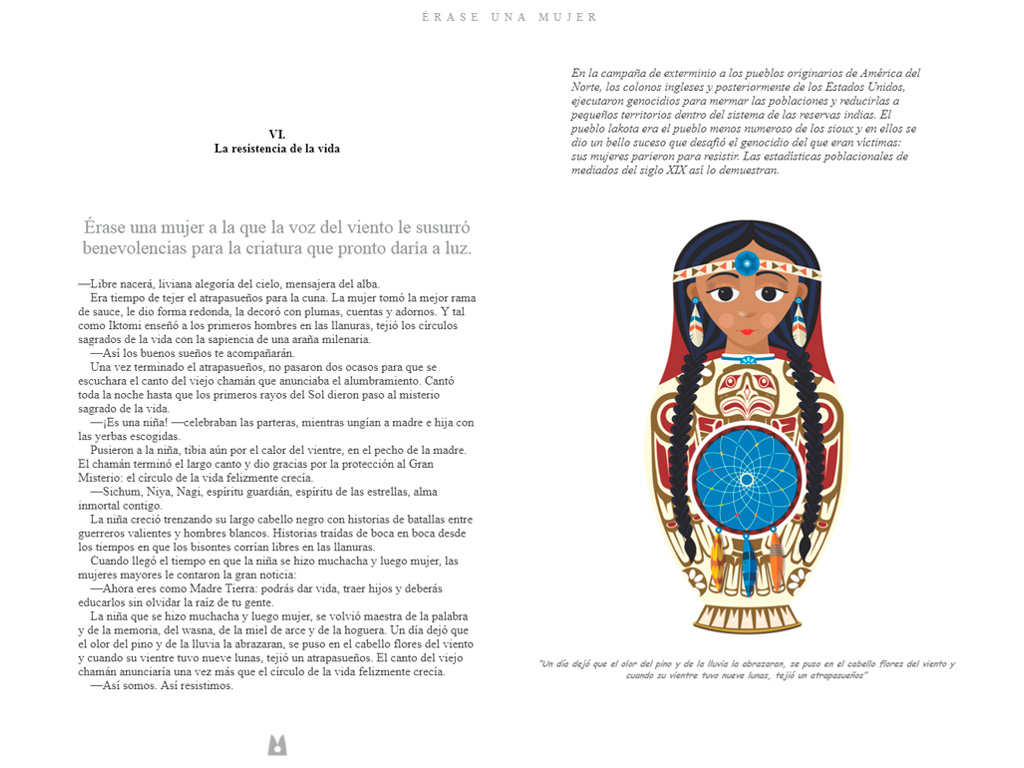 ÉRASE UNA MUJER
VI.
La resistencia de la vida
Érase una mujer a la que la voz del viento le susurró
benevolencias para la criatura que pronto daría a luz.
—Libre nacerá, liviana alegoría del cielo, mensajera del alba.
Era tiempo de tejer el atrapasueños para la cuna. La mujer tomó la mejor rama
de sauce, le dio forma redonda, la decoró con plumas, cuentas y adornos. Y tal
como Iktomi enseñó a los primeros hombres en las llanuras, tejió los círculos
sagrados de la vida con la sapiencia de una araña milenaria.
—Así los buenos sueños te acompañarán.
Una vez terminado el atrapasueños, no pasaron dos ocasos para que se
escuchara el canto del viejo chamán que anunciaba el alumbramiento. Cantó
toda la noche hasta que los primeros rayos del Sol dieron paso al misterio
sagrado de la vida.
—¡Es una niña! —celebraban las parteras, mientras ungían a madre e hija con
las yerbas escogidas.
Pusieron a la niña, tibia aún por el calor del vientre, en el pecho de la madre.
El chamán terminó el largo canto y dio gracias por la protección al Gran
Misterio: el círculo de la vida felizmente crecía.
—Sichum, Niya, Nagi, espíritu guardián, espíritu de las estrellas, alma
inmortal contigo.
La niña creció trenzando su largo cabello negro con historias de batallas entre
guerreros valientes y hombres blancos. Historias traídas de boca en boca desde
los tiempos en que los bisontes corrían libres en las llanuras.
Cuando llegó el tiempo en que la niña se hizo muchacha y luego mujer, las
mujeres mayores le contaron la gran noticia:
—Ahora eres como Madre Tierra: podrás dar vida, traer hijos y deberás
educarlos sin olvidar la raíz de tu gente.
La niña que se hizo muchacha y luego mujer, se volvió maestra de la palabra
y de la memoria, del wasna, de la miel de arce y de la hoguera. Un día dejó que
el olor del pino y de la lluvia la abrazaran, se puso en el cabello flores del viento
y cuando su vientre tuvo nueve lunas, tejió un atrapasueños. El canto del viejo
chamán anunciaría una vez más que el círculo de la vida felizmente crecía.
—Así somos. Así resistimos.
En la campaña de exterminio a los pueblos originarios de América del
Norte, los colonos ingleses y posteriormente de los Estados Unidos,
ejecutaron genocidios para mermar las poblaciones y reducirlas a
pequeños territorios dentro del sistema de las reservas indias. El
pueblo lakota era el pueblo menos numeroso de los sioux y en ellos se
dio un bello suceso que desafió el genocidio del que eran víctimas:
sus mujeres parieron para resistir. Las estadísticas poblacionales de
mediados del siglo XIX así lo demuestran.
"Un día dejó que el olor del pino y de la lluvia la abrazaran, se puso en el cabello flores del viento y
cuando su vientre tuvo nueve lunas, tejió un atrapasueños"